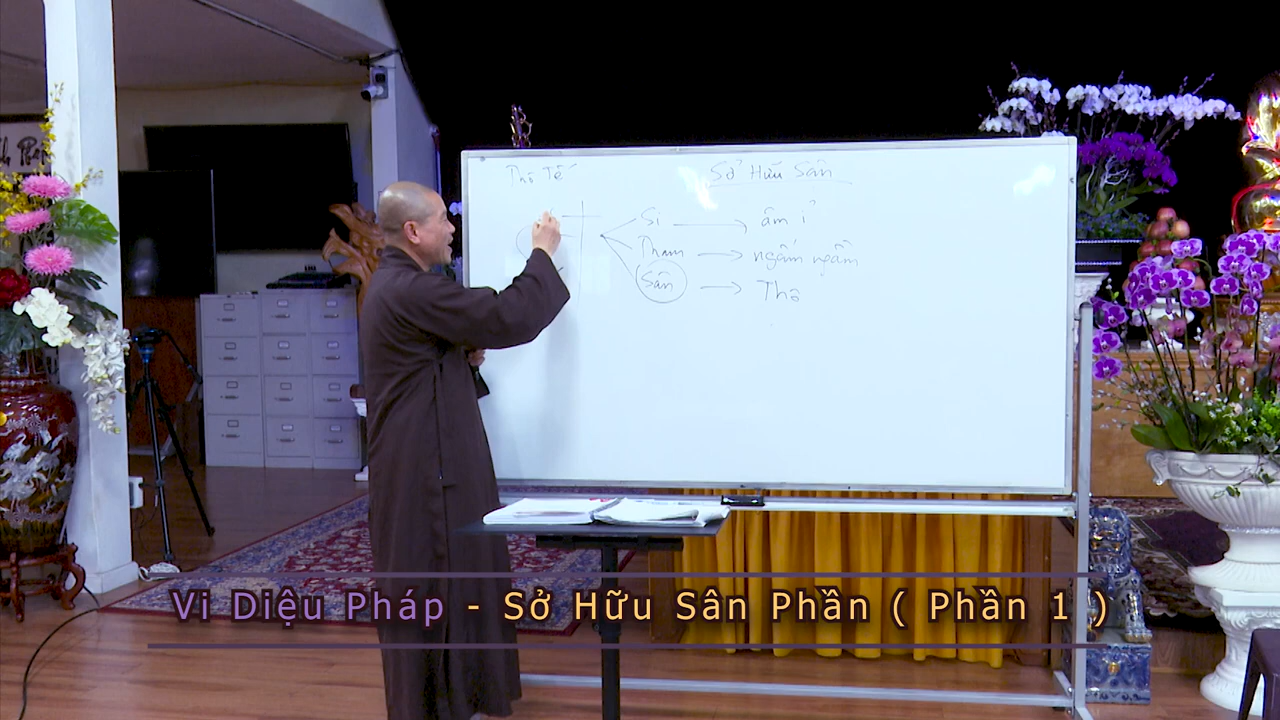 Thô Tế
Sở Hữu Sân
Si → âm ỉ
Tham → ngấm ngầm
Sân → Thô
Vi Diệu Pháp - Sở Hữu Sân Phần ( Phần 1 )